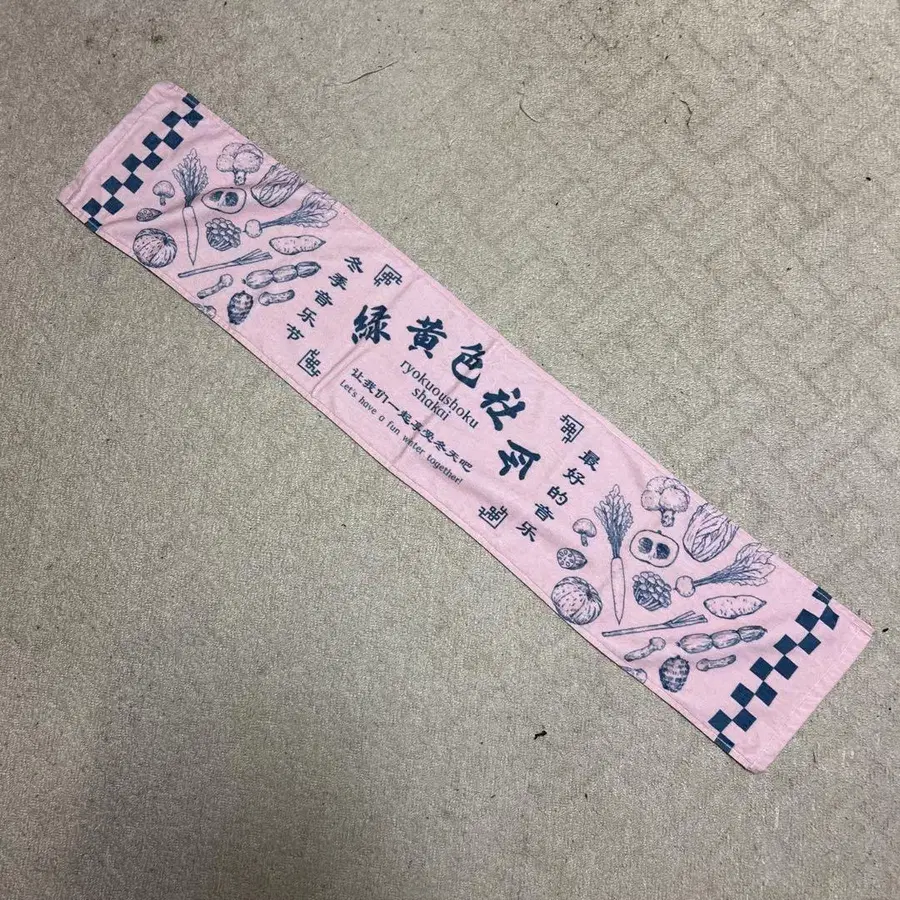 冬季音乐节
緑黄色社会
ryokuoushoku
shakai
让我们一起享受冬天吧
Let's have a fun winter together!
最好的音乐